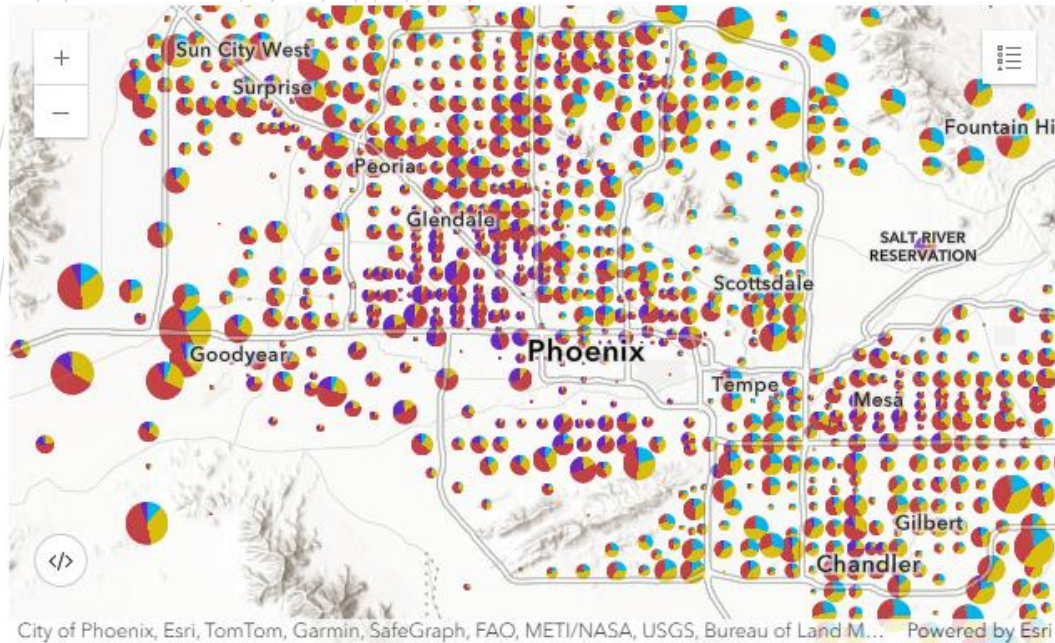 Sun City West
Surprise
Fountain Hi
Peoria
Glendale
SALT RIVER
RESERVATION
Scottsdale
Phoenix
Goodyear
Tempe
Mesa
Gilbert
Chandler
City of Phoenix, Esri, TomTom, Garmin, SafeGraph, FAO, METI/NASA, USGS, Bureau of Land M... Powered by Esri